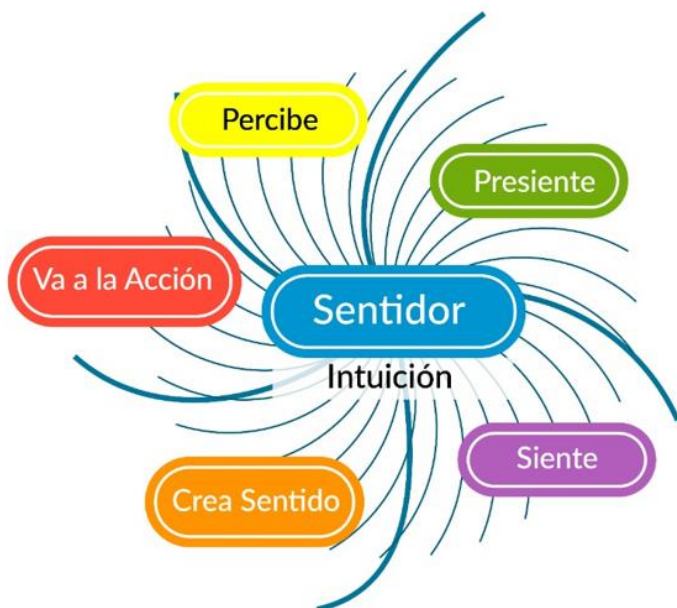 Percibe
Presiente
Va a la Acción
Sentidor
Intuición
Siente
Crea Sentido